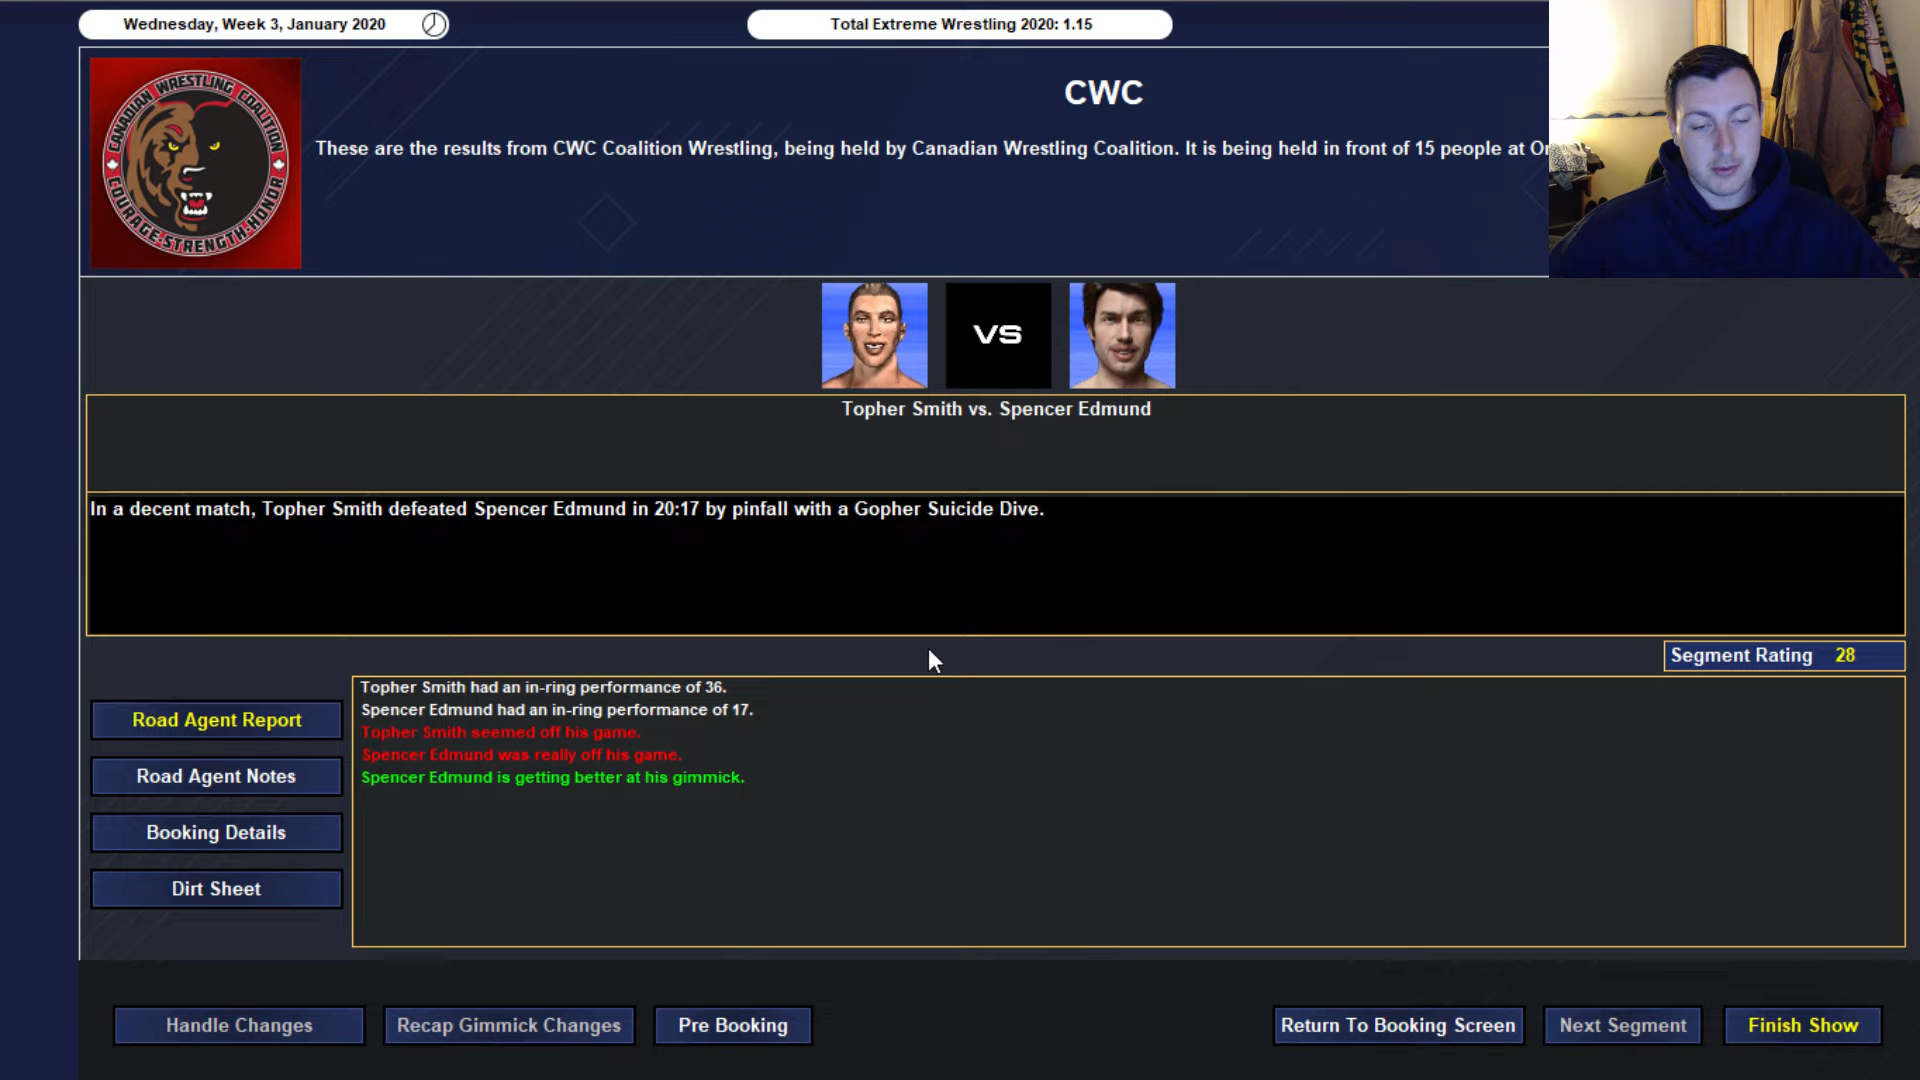 Wednesday, Week 3, January 2020
Total Extreme Wrestling 2020: 1.15
CANADIAN WRESTLING COALITION
COURAGE·STRENGTH·HONOR
CWC
These are the results from CWC Coalition Wrestling, being held by Canadian Wrestling Coalition. It is being held in front of 15 people at
VS
Topher Smith vs. Spencer Edmund
In a decent match, Topher Smith defeated Spencer Edmund in 20:17 by pinfall with a Gopher Suicide Dive.
Segment Rating 28
Topher Smith had an in-ring performance of 36.
Spencer Edmund had an in-ring performance of 17.
Topher Smith seemed off his game.
Spencer Edmund was really off his game.
Spencer Edmund is getting better at his gimmick.
Road Agent Report
Road Agent Notes
Booking Details
Dirt Sheet
Handle Changes
Recap Gimmick Changes
Pre Booking
Return To Booking Screen
Next Segment
Finish Show